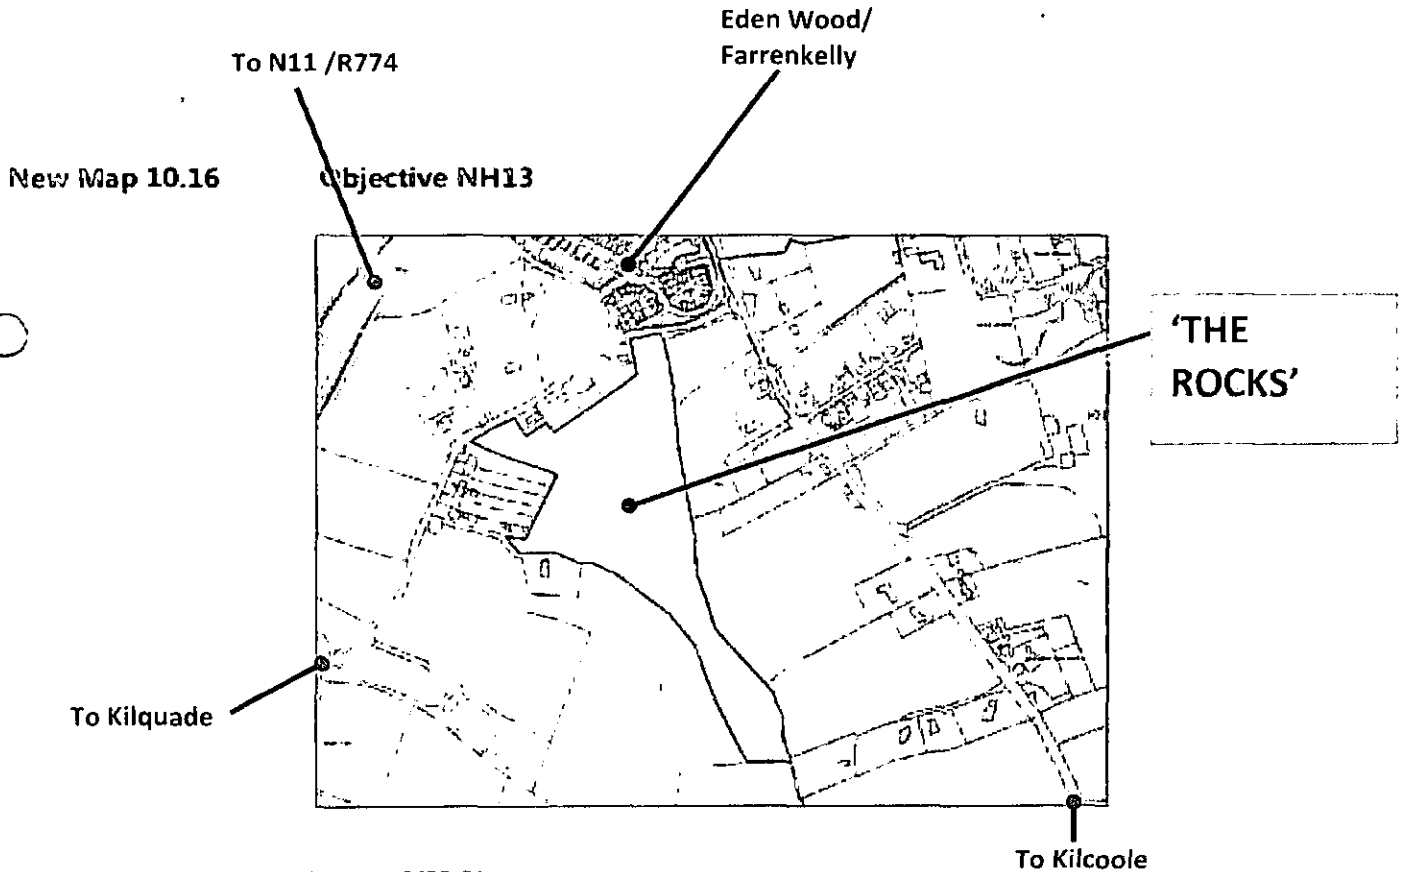 Eden Wood/
Farrenkelly
To N11 /R774
New Map 10.16 Objective NH13
'THE
ROCKS'
To Kilquade
To Kilcoole